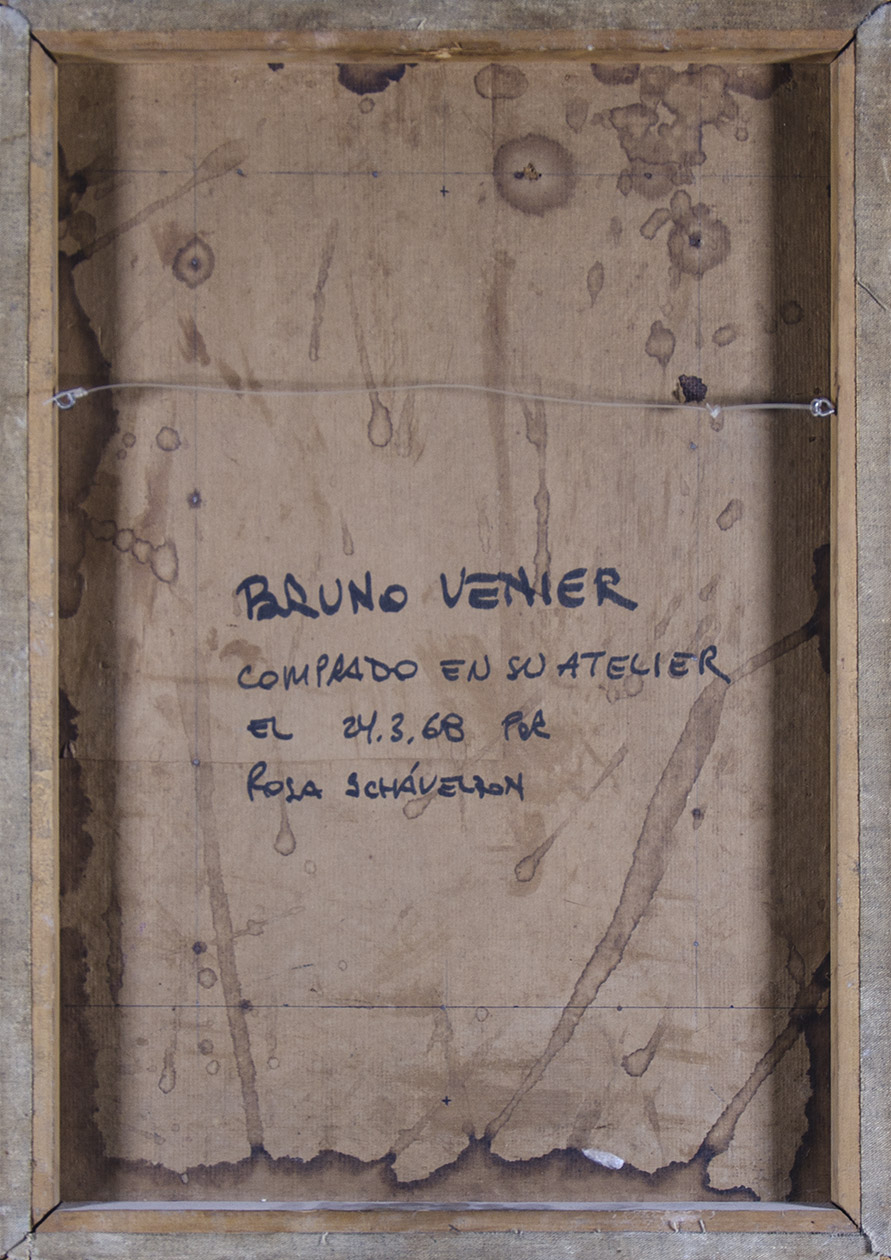 BRUNO VENIER
COMPRADO EN SU ATELIER
EL 24.3.68 POR
ROSA SCHÁVELZON